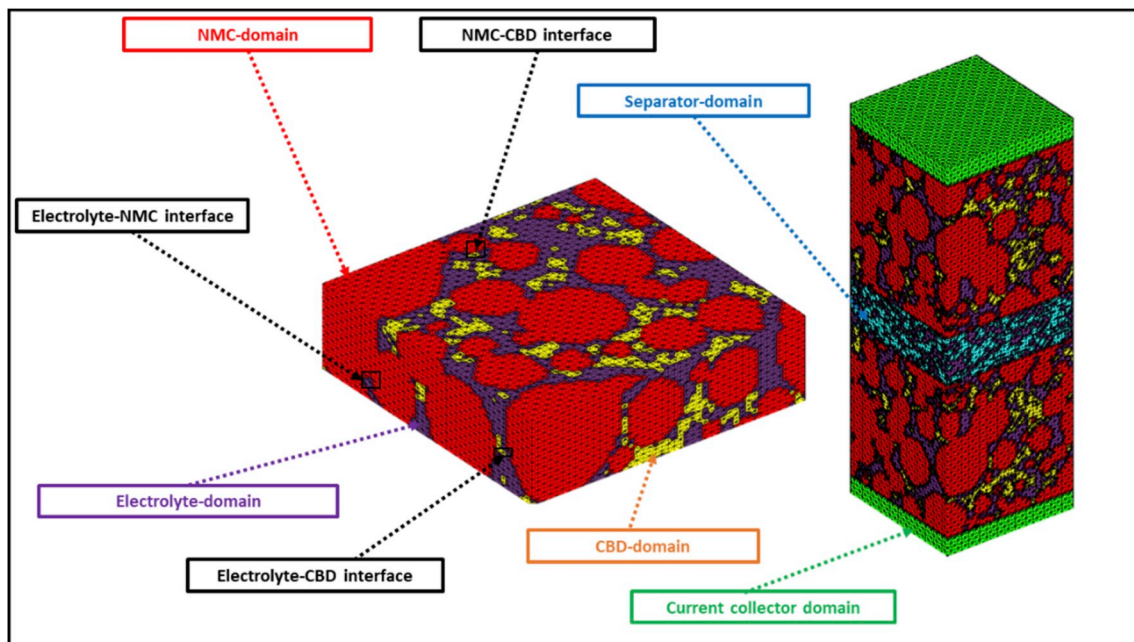 NMC-domain
NMC-CBD interface
Separator-domain
Electrolyte-NMC interface
Electrolyte-domain
CBD-domain
Electrolyte-CBD interface
Current collector domain